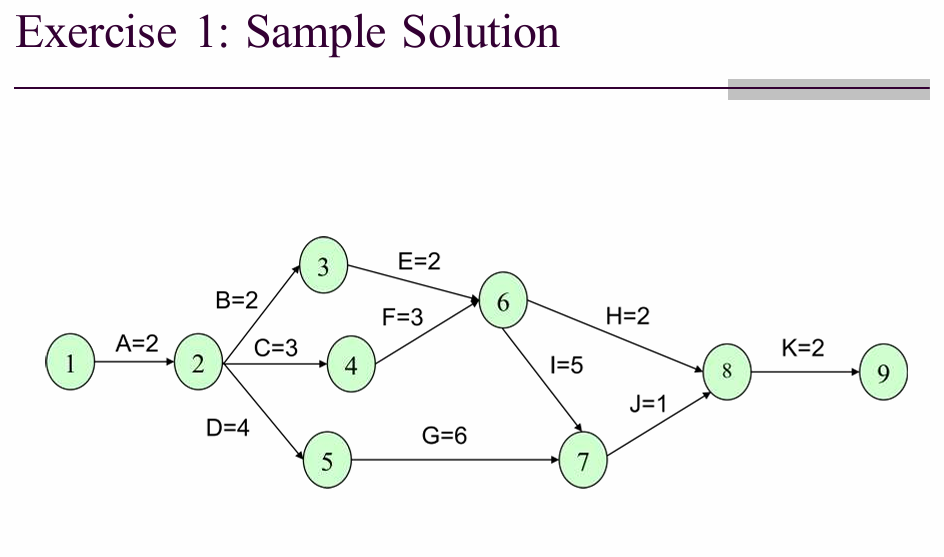 Exercise 1: Sample Solution
3
E=2
B=2
6
F=3
H=2
A=2
C=3
K=2
1
2
4
I=5
8
9
J=1
D=4
G=6
5
7